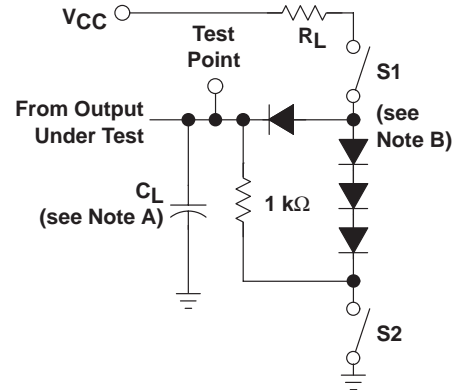 VCC
RL
Test
Point
S1
From Output
Under Test
(see
Note B)
CL
(see Note A)
1 kΩ
S2